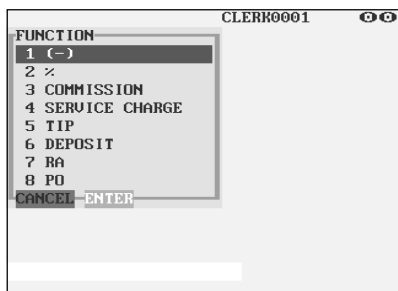 CLERK0001
FUNCTION
1 (-)
2 %
3 COMMISSION
4 SERVICE CHARGE
5 TIP
6 DEPOSIT
7 RA
8 PO
CANCEL ENTER